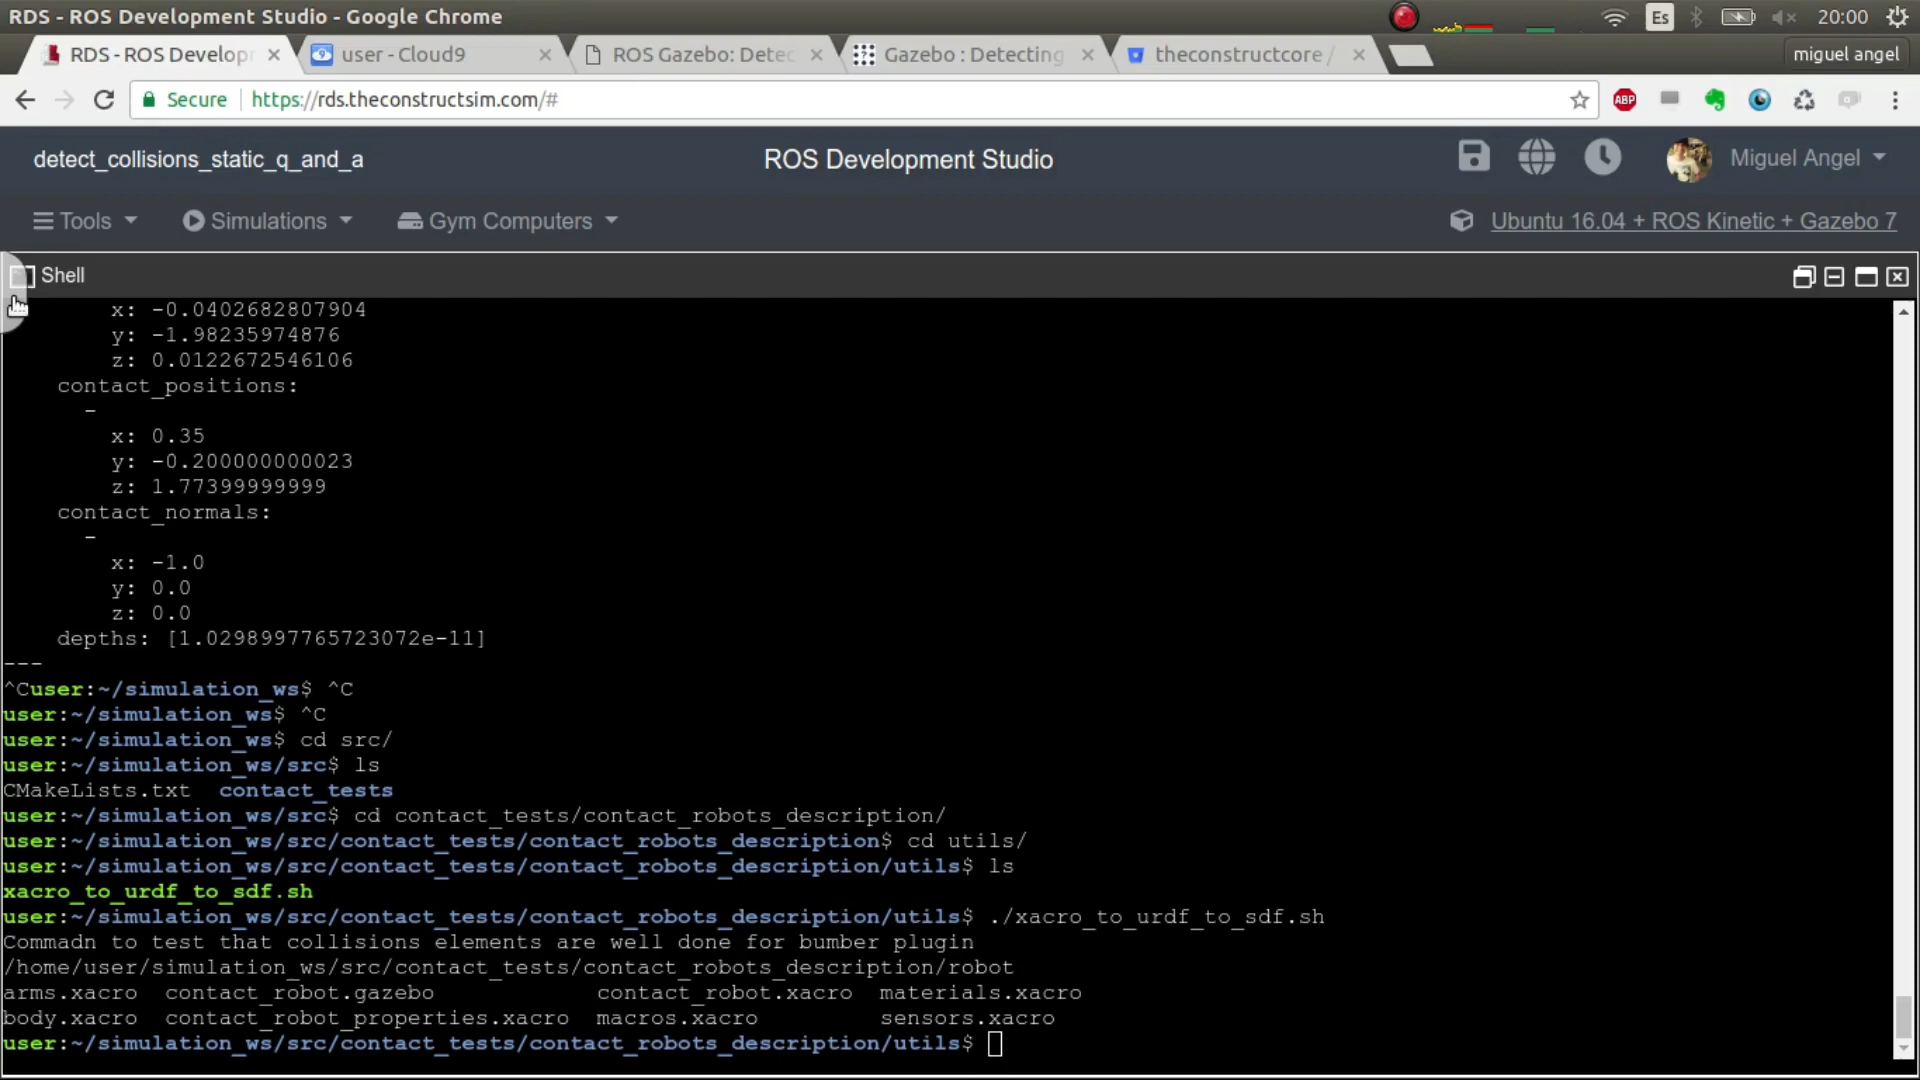 RDS - ROS Development Studio - Google Chrome
Es
20:00
RDS - ROS Develop
user - Cloud9
ROS Gazebo: Detec
Gazebo : Detecting
theconstructcore /
miguel angel
Secure
https://rds.theconstructsim.com/#
ABP
detect_collisions_static_q_and_a
ROS Development Studio
Miguel Angel
Tools
Simulations
Gym Computers
Ubuntu 16.04 + ROS Kinetic + Gazebo 7
Shell
x: -0.0402682807904
y: -1.98235974876
z: 0.0122672546106
contact_positions:
-
x: 0.35
y: -0.200000000023
z: 1.77399999999
contact_normals:
-
x: -1.0
y: 0.0
z: 0.0
depths: [1.0298997765723072e-11]
---
^Cuser:~/simulation_ws$ ^C
user:~/simulation_ws$ ^C
user:~/simulation_ws$ cd src/
user:~/simulation_ws/src$ ls
CMakeLists.txt  contact_tests
user:~/simulation_ws/src$ cd contact_tests/contact_robots_description/
user:~/simulation_ws/src/contact_tests/contact_robots_description$ cd utils/
user:~/simulation_ws/src/contact_tests/contact_robots_description/utils$ ls
xacro_to_urdf_to_sdf.sh
user:~/simulation_ws/src/contact_tests/contact_robots_description/utils$ ./xacro_to_urdf_to_sdf.sh
Commadn to test that collisions elements are well done for bumber plugin
/home/user/simulation_ws/src/contact_tests/contact_robots_description/robot
arms.xacro  contact_robot.gazebo            contact_robot.xacro  materials.xacro
body.xacro  contact_robot_properties.xacro  macros.xacro         sensors.xacro
user:~/simulation_ws/src/contact_tests/contact_robots_description/utils$